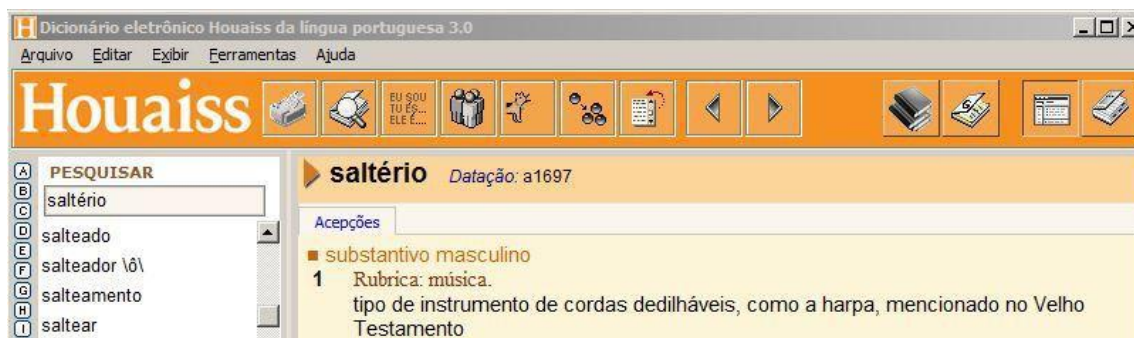 Dicionário eletrônico Houaiss da língua portuguesa 3.0
Arquivo Editar Exibir Ferramentas Ajuda
Houaiss
EU SOU
TU ÉS...
ELE É...
G
A
B
C
D
E
F
G
H
I
PESQUISAR
saltério
salteado
salteador \ô\
salteamento
saltear
saltério Datação: a1697
Acepções
■ substantivo masculino
1 Rubrica: música.
tipo de instrumento de cordas dedilháveis, como a harpa, mencionado no Velho
Testamento